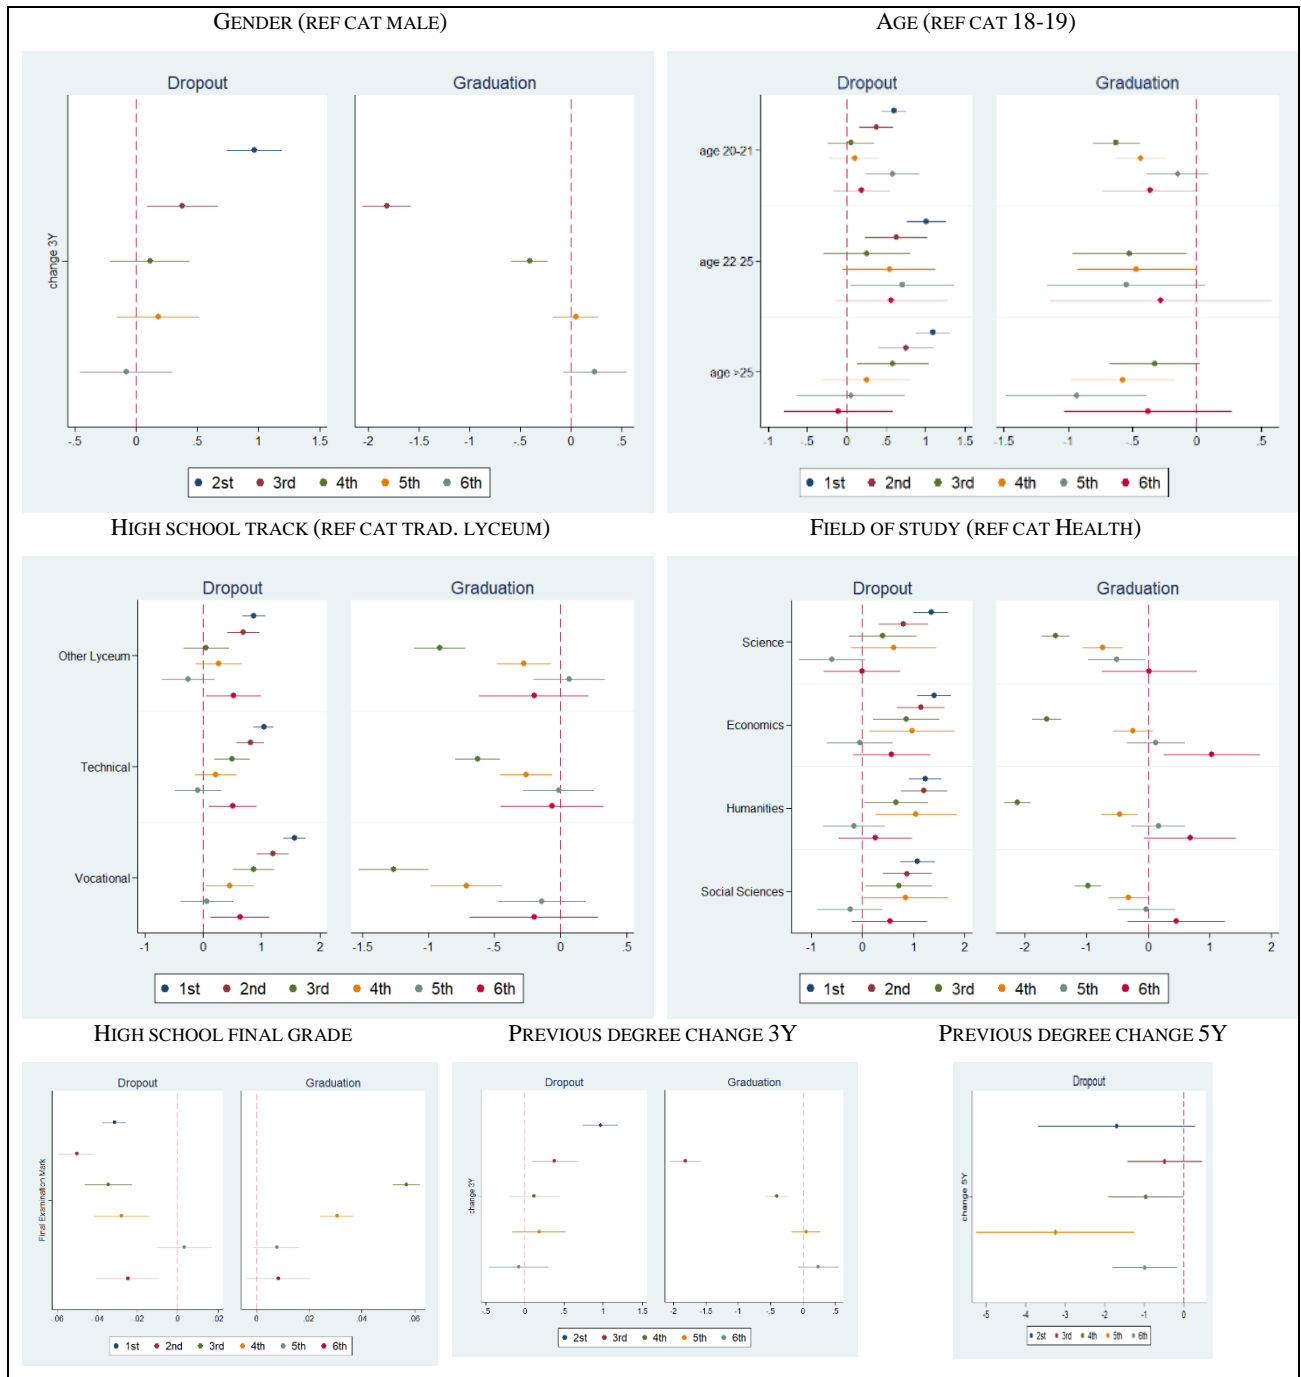 GENDER (REF CAT MALE)
Dropout
Graduation
change 3Y
-.5 0 .5 1 1.5
-2 -1.5 -1 -.5 0 .5
2st 3rd 4th 5th 6th
AGE (REF CAT 18-19)
Dropout
Graduation
age 20-21
age 22 25
age >25
-1 -.5 0 .5 1 1.5
-1 -.5 0 .5
1st 2nd 3rd 4th 5th 6th
HIGH SCHOOL TRACK (REF CAT TRAD. LYCEUM)
Dropout
Graduation
Other Lyceum
Technical
Vocational
-1 0 1 2
-1.5 -1 -.5 0 .5
1st 2nd 3rd 4th 5th 6th
FIELD OF STUDY (REF CAT HEALTH)
Dropout
Graduation
Science
Economics
Humanities
Social Sciences
-1 0 1 2
-2 -1 0 1 2
1st 2nd 3rd 4th 5th 6th
HIGH SCHOOL FINAL GRADE
Dropout
Graduation
Final Examination Mark
.06 -.04 -.02 0 .02
0 .02 .04 .06
1st 2nd 3rd 4th 5th 6th
PREVIOUS DEGREE CHANGE 3Y
Dropout
Graduation
change 3Y
-.5 0 .5 1 1.5
-2 -1.5 -1 -.5 0 .5
2st 3rd 4th 5th 6th
PREVIOUS DEGREE CHANGE 5Y
Dropout
change 5Y
-5 -4 -3 -2 -1 0
2st 3rd 4th 5th 6th